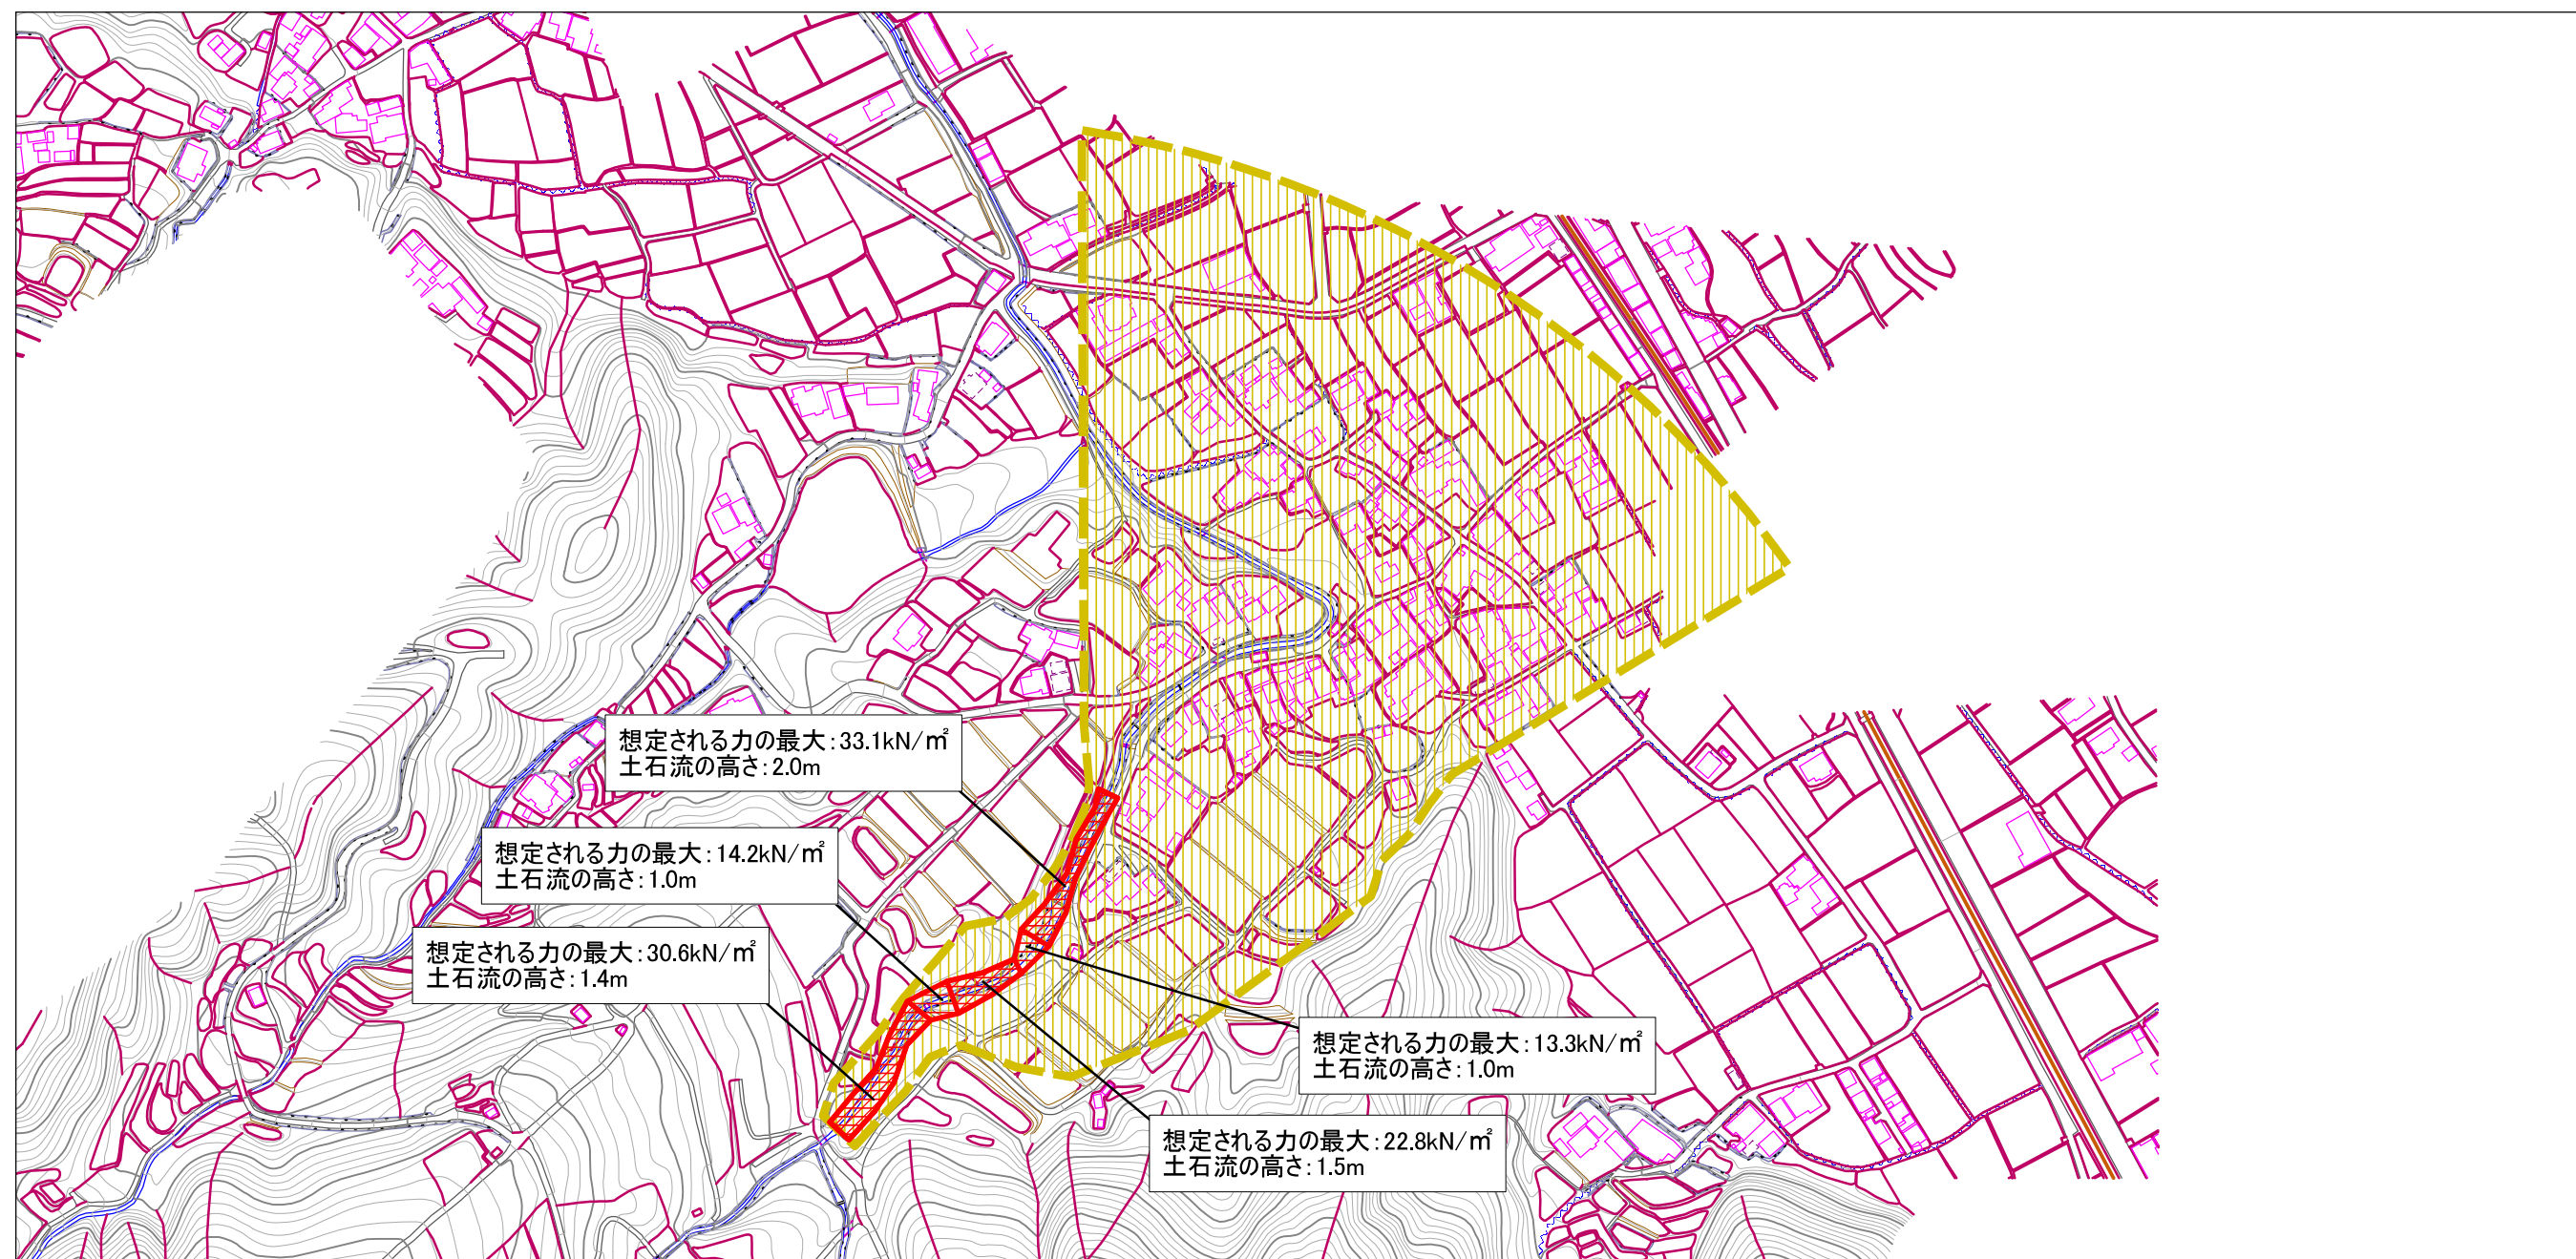 想定される力の最大:33.1kN/㎡
土石流の高さ:2.0m
想定される力の最大:14.2kN/㎡
土石流の高さ:1.0m
想定される力の最大:30.6kN/㎡
土石流の高さ:1.4m
想定される力の最大:13.3kN/㎡
土石流の高さ:1.0m
想定される力の最大:22.8kN/㎡
土石流の高さ:1.5m